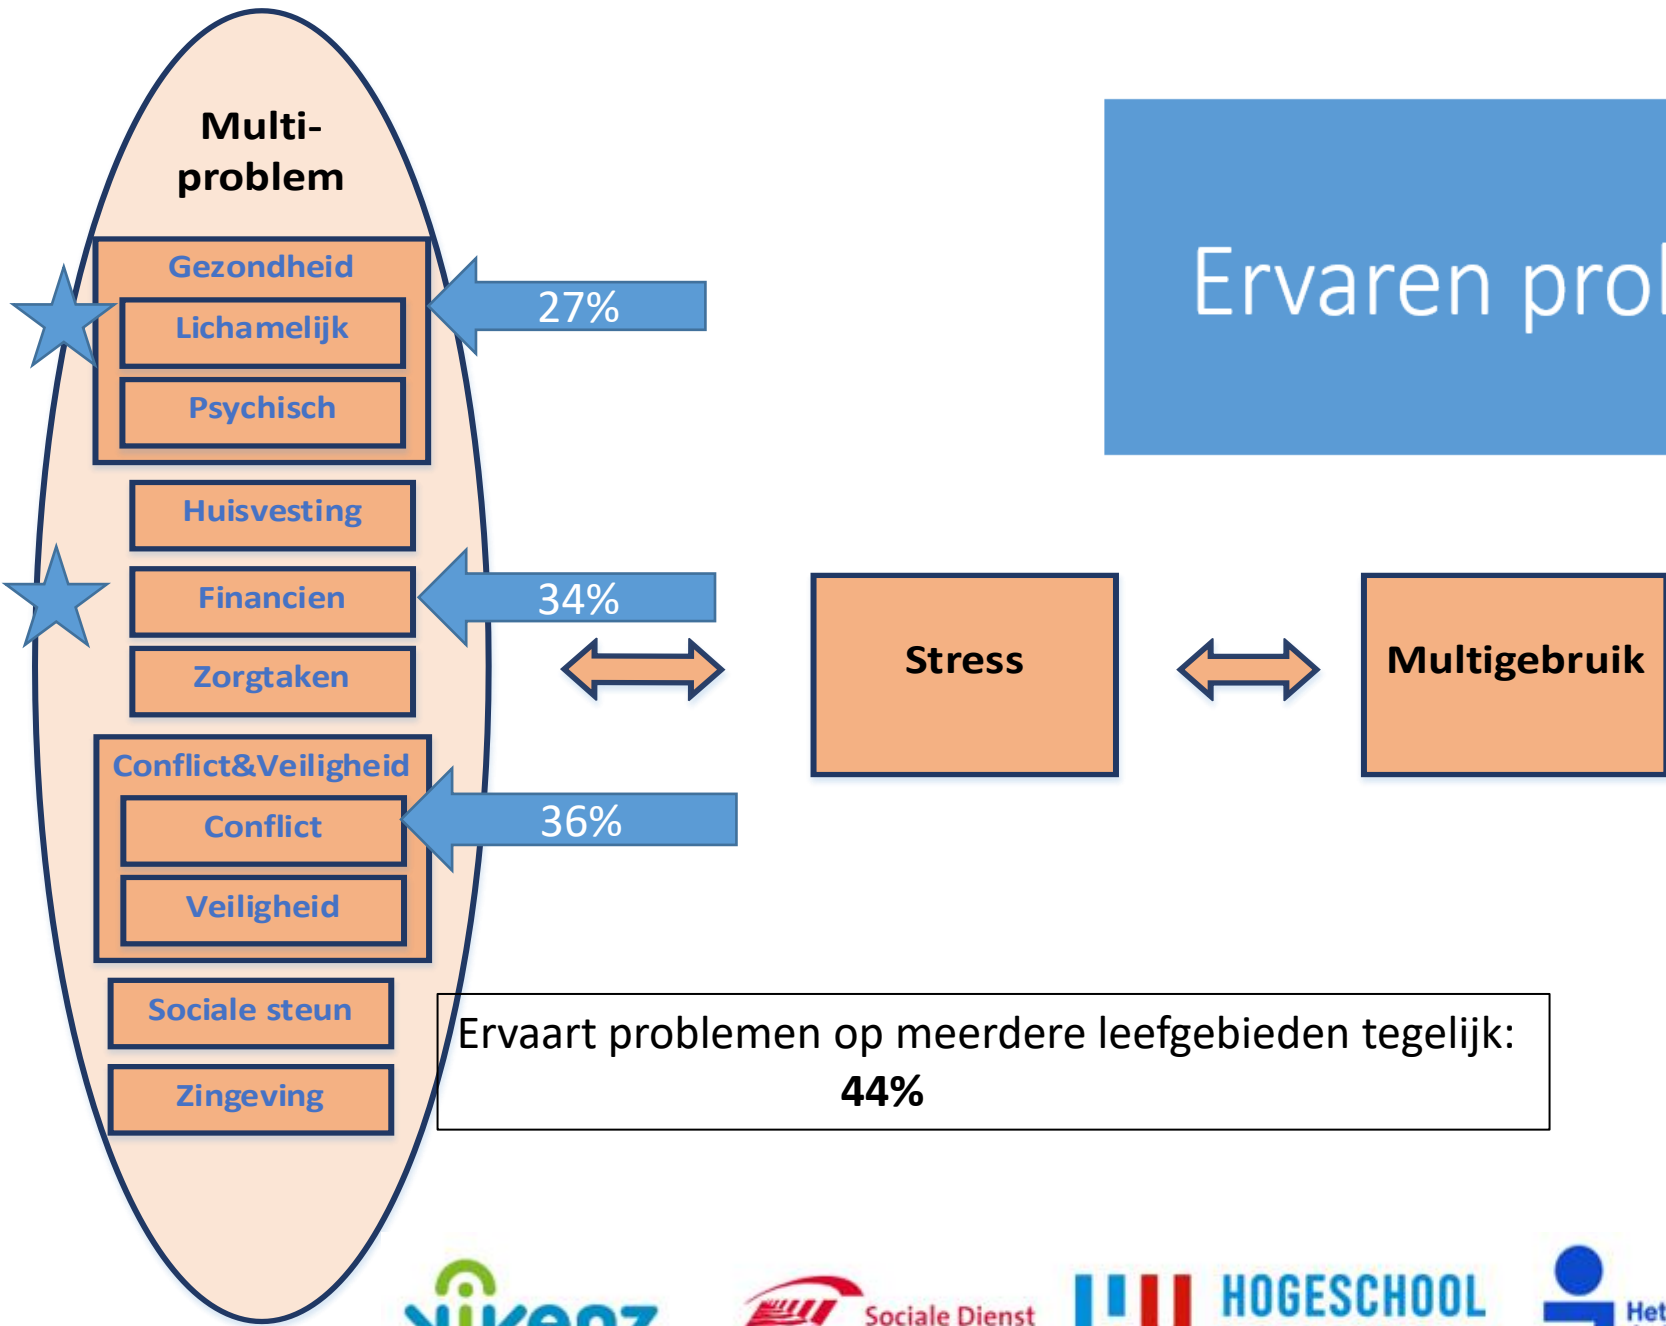 Multi-
problem
Gezondheid
Lichamelijk
Psychisch
Huisvesting
Financien
Zorgtaken
Conflict&Veiligheid
Conflict
Veiligheid
Sociale steun
Zingeving
27%
34%
36%
Ervaren
Stress
Multigebruik
Ervaart problemen op meerdere leefgebieden tegelijk:
44%
Sociale Dienst
HOGESCHOOL
Het